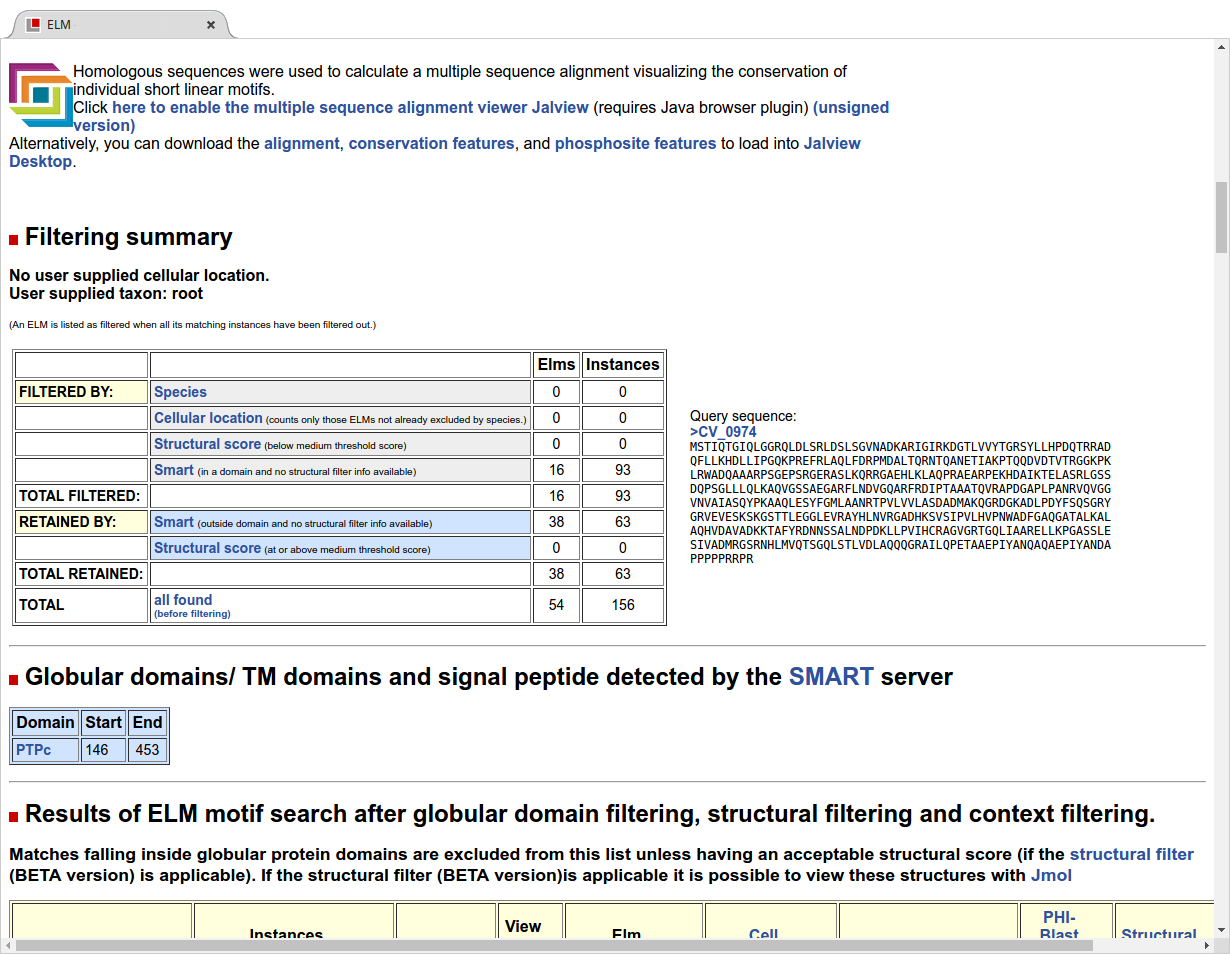 ELM
Homologous sequences were used to calculate a multiple sequence alignment visualizing the conservation of
individual short linear motifs.
Click here to enable the multiple sequence alignment viewer Jalview (requires Java browser plugin) (unsigned
version)
Alternatively, you can download the alignment, conservation features, and phosphosite features to load into Jalview
Desktop.
Filtering summary
No user supplied cellular location.
User supplied taxon: root
(An ELM is listed as filtered when all its matching instances have been filtered out.)
Elms Instances
FILTERED BY: Species 0 0
Cellular location (counts only those ELMs not already excluded by species.) 0 0
Structural score (below medium threshold score) 0 0
Smart (in a domain and no structural filter info available) 16 93
TOTAL FILTERED: 16 93
RETAINED BY: Smart (outside domain and no structural filter info available) 38 63
Structural score (at or above medium threshold score) 0 0
TOTAL RETAINED: 38 63
TOTAL all found 54 156
(before filtering)
Query sequence:
>CV_0974
MSTIQTGIQLGGRQLDLSRLDSLSGVNADKARIGIRKDGTLVVYTGRSYLLHPDQTRRAD
QFLLKHDLLIPGQKPREFRLAQLFDRPMDALTQRNTQANETIAKPTQQDVDTVTRGGKPK
LRWADQAAARPSGEPSRGERASLKQRRGAEHLKLAQPRAEARPEKHDAIKTELASRLGSS
DQPSGLLLQLKAQVGSSAEGARFLNDVGQARFRDIPTAAATQVRAPDGAPLPANRVQVGG
VNVAIASQYPKAAQLESYFGMLAANRTPVLVVLASDADMAKQGRDGKADLPDYFSQSGRY
GRVEVESKSKGSTTLEGGLEVRAYHLNVRGADHKSVSIPVLHVPNWADFGAQGATALKAL
AQHVDAVADKKTAFYRDNNSSALNDPDKLLPVIHCRAGVGRTGQLIAARELLKPGASSLE
SIVADMRGSRNHLMVQTSGQLSTLVDLAQQQGRAILQPETAAEPIYANQAQAEPIYANDA
PPPPPRRPR
Globular domains/ TM domains and signal peptide detected by the SMART server
Domain Start End
PTPc 146 453
Results of ELM motif search after globular domain filtering, structural filtering and context filtering.
Matches falling inside globular protein domains are excluded from this list unless having an acceptable structural score (if the structural filter
(BETA version) is applicable). If the structural filter (BETA version)is applicable it is possible to view these structures with Jmol
View PHI-
Instances Elm Cell Blast Structural